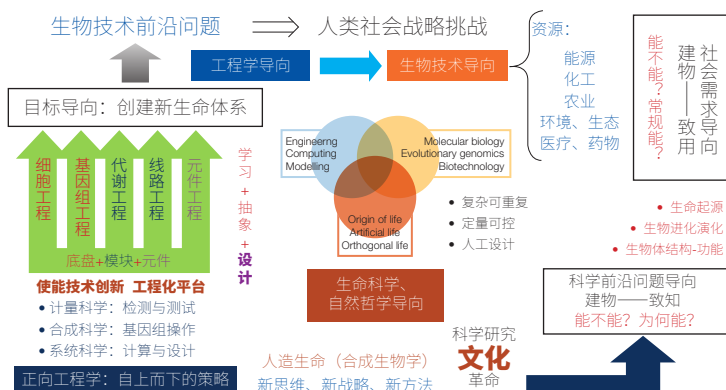 生物技术前沿问题
人类社会战略挑战
工程学导向
生物技术导向
资源：
能源
化工
农业
环境、生态
医疗、药物
能不能？常规能？
建物——致用
社会需求导向
目标导向：创建新生命体系
细胞工程
基因组工程
代谢工程
线路工程
元件工程
底盘+模块+元件
学习+抽象+设计
使能技术创新 工程化平台
• 计量科学：检测与测试
• 合成科学：基因组操作
• 系统科学：计算与设计
正向工程学：自上而下的策略
Engineerng
Computing
Modelling
Molecular biology
Evolutionary genomics
Biotechnology
Origin of life
Artificial life
Orthogonal life
• 复杂可重复
• 定量可控
• 人工设计
生命科学、
自然哲学导向
人造生命（合成生物学）
新思维、新战略、新方法
科学研究
文化
革命
• 生命起源
• 生物进化演化
• 生物体结构-功能
科学前沿问题导向
建物——致知
能不能？为何能？